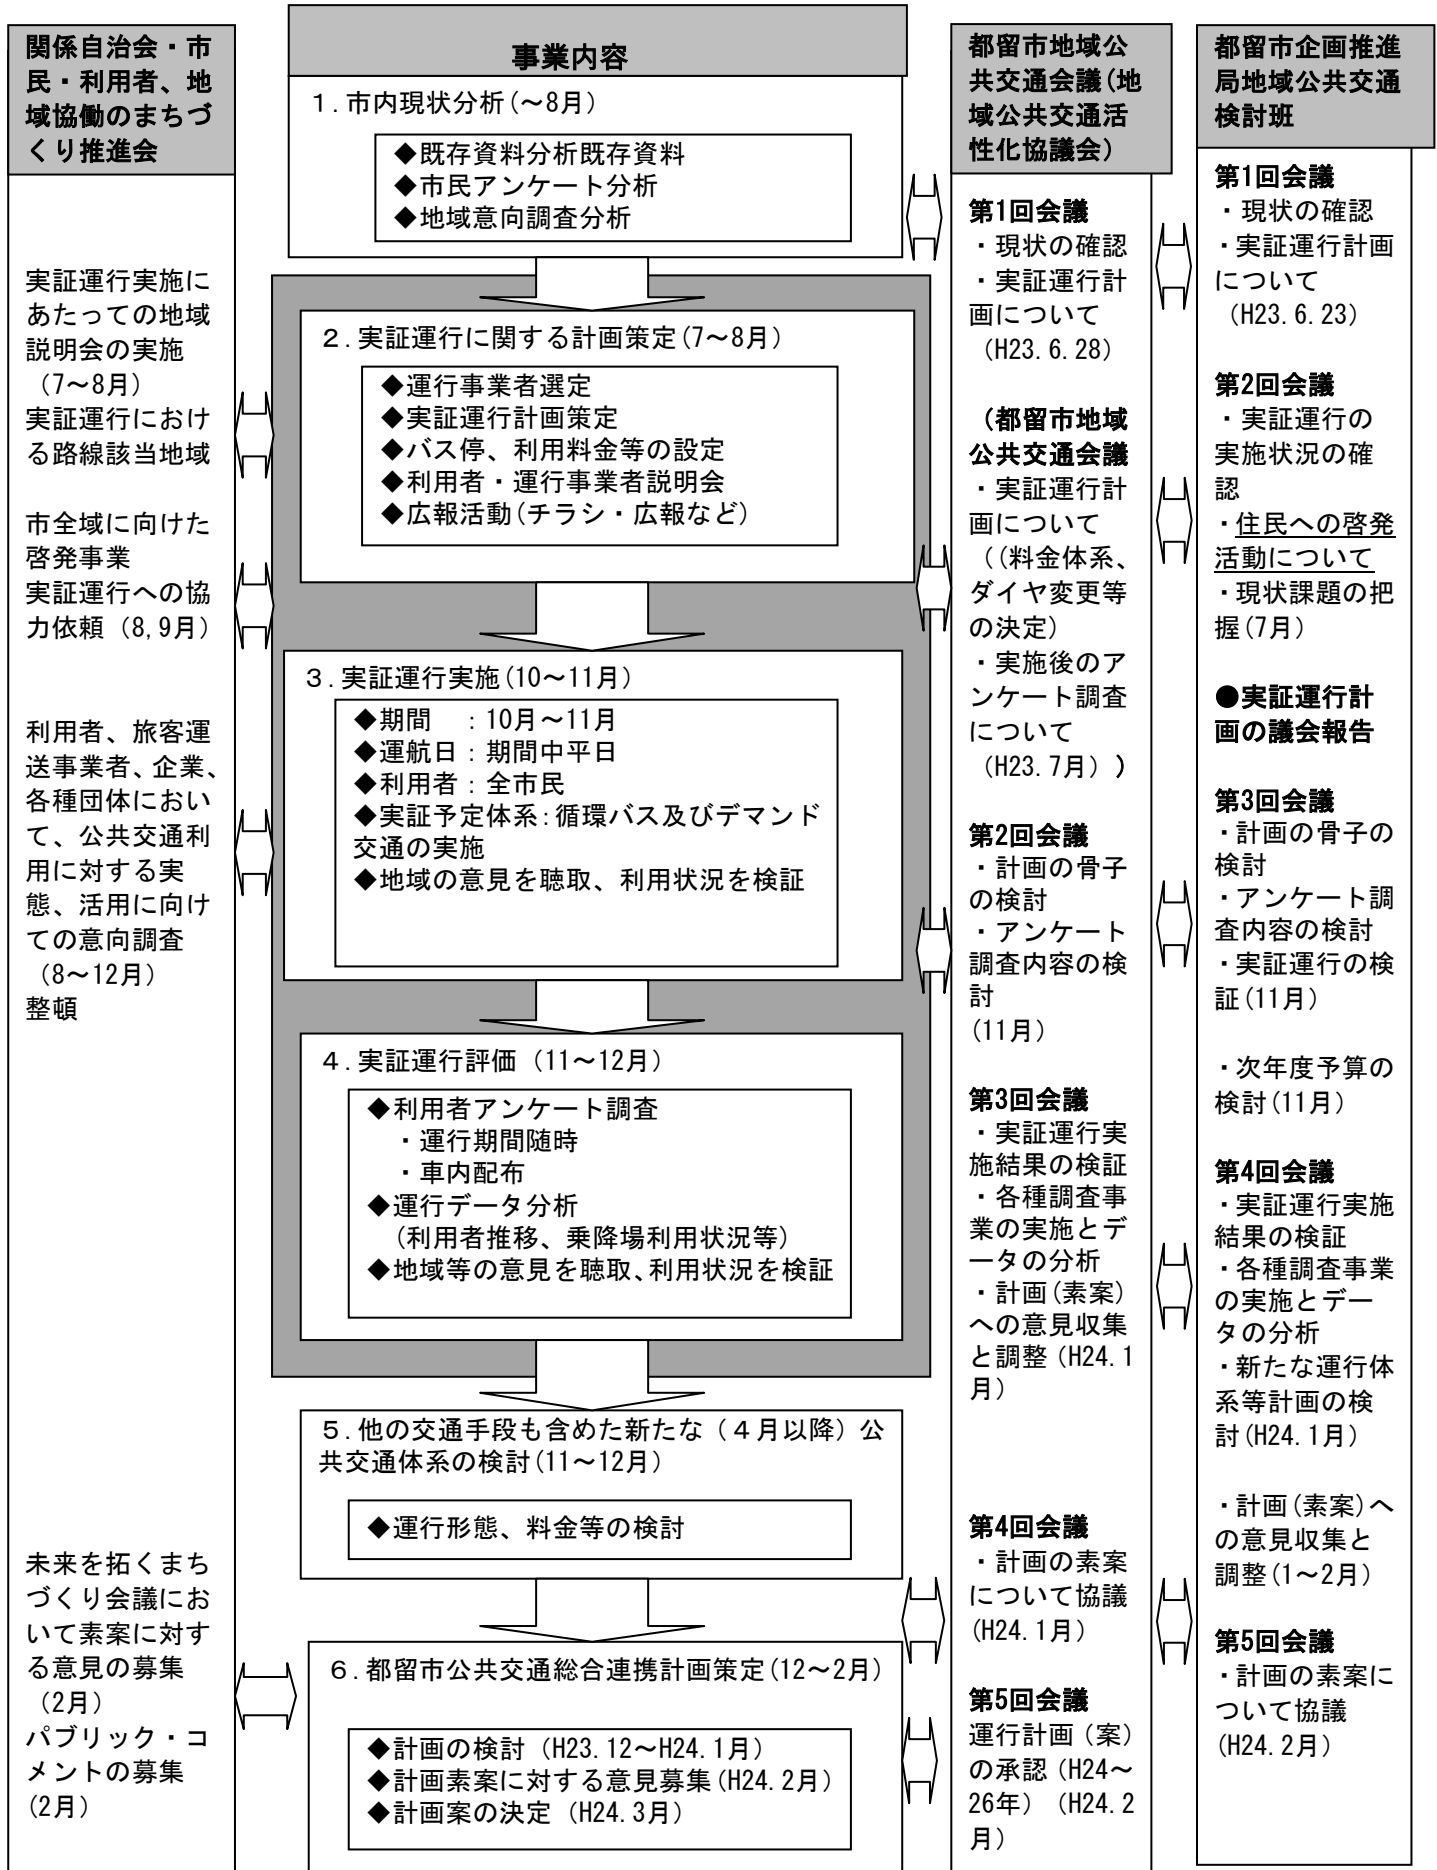 関係自治会・市
民・利用者、地
域協働のまちづ
くり推進会
実証運行実施に
あたっての地域
説明会の実施
（7～8月）
実証運行におけ
る路線該当地域
市全域に向けた
啓発事業
実証運行への協
力依頼（8,9月）
利用者、旅客運
送事業者、企業、
各種団体におい
て、公共交通利
用に対する実
態、活用に向け
ての意向調査
（8～12月）
整頓
未来を拓くまち
づくり会議にお
いて素案に対す
る意見の募集
（2月）
パブリック・コ
メントの募集
(2月)
事業内容
１.市内現状分析(～8月)
◆既存資料分析既存資料
◆市民アンケート分析
◆地域意向調査分析
２.実証運行に関する計画策定(7～8月)
◆運行事業者選定
◆実証運行計画策定
◆バス停、利用料金等の設定
◆利用者・運行事業者説明会
◆広報活動(チラシ・広報など)
３.実証運行実施(10～11月)
◆期間　：10月～11月
◆運航日：期間中平日
◆利用者：全市民
◆実証予定体系:循環バス及びデマンド
交通の実施
◆地域の意見を聴取、利用状況を検証
４.実証運行評価（11～12月）
◆利用者アンケート調査
・運行期間随時
・車内配布
◆運行データ分析
(利用者推移、乗降場利用状況等)
◆地域等の意見を聴取、利用状況を検証
５.他の交通手段も含めた新たな（４月以降）公
共交通体系の検討(11～12月)
◆運行形態、料金等の検討
６.都留市公共交通総合連携計画策定(12～2月)
◆計画の検討（H23.12～H24.1月)
◆計画素案に対する意見募集(H24.2月)
◆計画案の決定（H24.3月)
都留市地域公
共交通会議(地
域公共交通活
性化協議会)
第1回会議
・現状の確認
・実証運行計
画について
（H23.6.28）
（都留市地域
公共交通会議
・実証運行計
画について
（(料金体系、
ダイヤ変更等
の決定）
・実施後のア
ンケート調査
について
（H23.7月））
第2回会議
・計画の骨子
の検討
・アンケート
調査内容の検
討
(11月)
第3回会議
・実証運行実
施結果の検証
・各種調査事
業の実施とデ
ータの分析
・計画(素案)
への意見収集
と調整（H24.1
月）
第4回会議
・計画の素案
について協議
(H24.1月)
第5回会議
運行計画（案）
の承認（H24～
26年）（H24.2
月）
都留市企画推進
局地域公共交通
検討班
第1回会議
・現状の確認
・実証運行計画
について
（H23.6.23）
第2回会議
・実証運行の
実施状況の確
認
・住民への啓発
活動について
・現状課題の把
握(7月)
●実証運行計
画の議会報告
第3回会議
・計画の骨子の
検討
・アンケート調
査内容の検討
・実証運行の検
証(11月)
・次年度予算の
検討(11月)
第4回会議
・実証運行実施
結果の検証
・各種調査事業
の実施とデー
タの分析
・新たな運行体
系等計画の検
討(H24.1月)
・計画(素案)へ
の意見収集と
調整(1～2月)
第5回会議
・計画の素案に
ついて協議
(H24.2月)